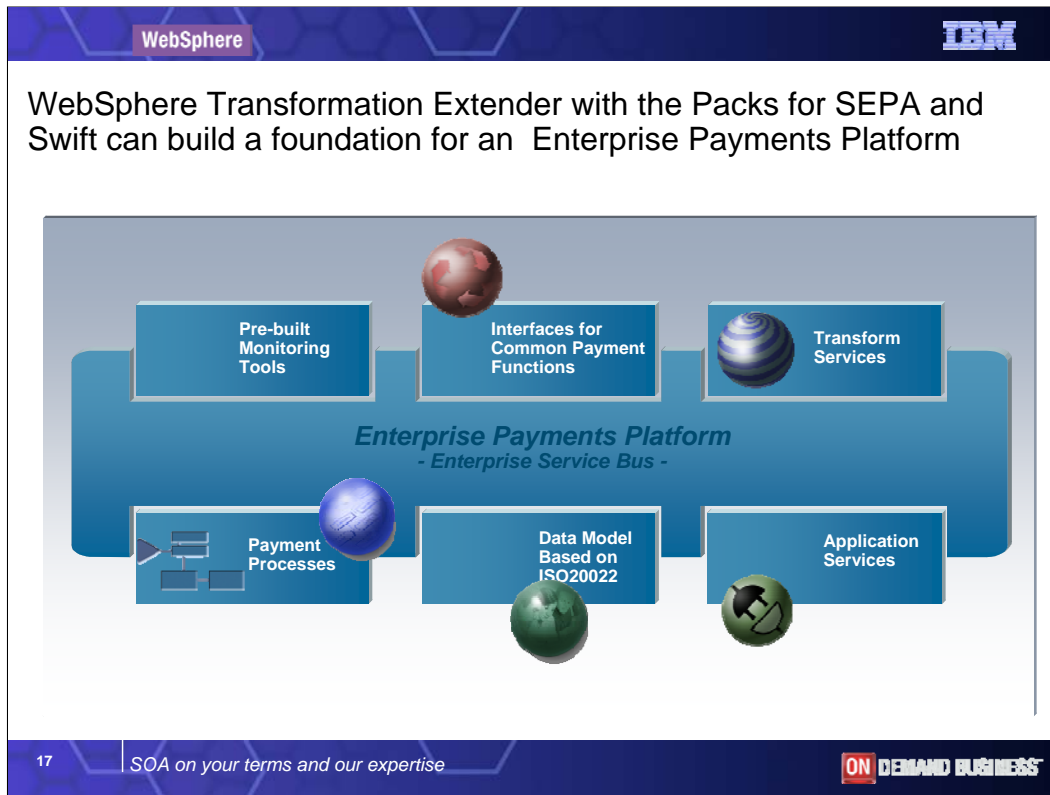 WebSphere
IBM
WebSphere Transformation Extender with the Packs for SEPA and
Swift can build a foundation for an Enterprise Payments Platform
Pre-built
Monitoring
Tools
Interfaces for
Common Payment
Functions
Transform
Services
Enterprise Payments Platform
- Enterprise Service Bus -
Payment
Processes
Data Model
Based on
ISO20022
Application
Services
17
SOA on your terms and our expertise
ON DEMAND BUSINESS